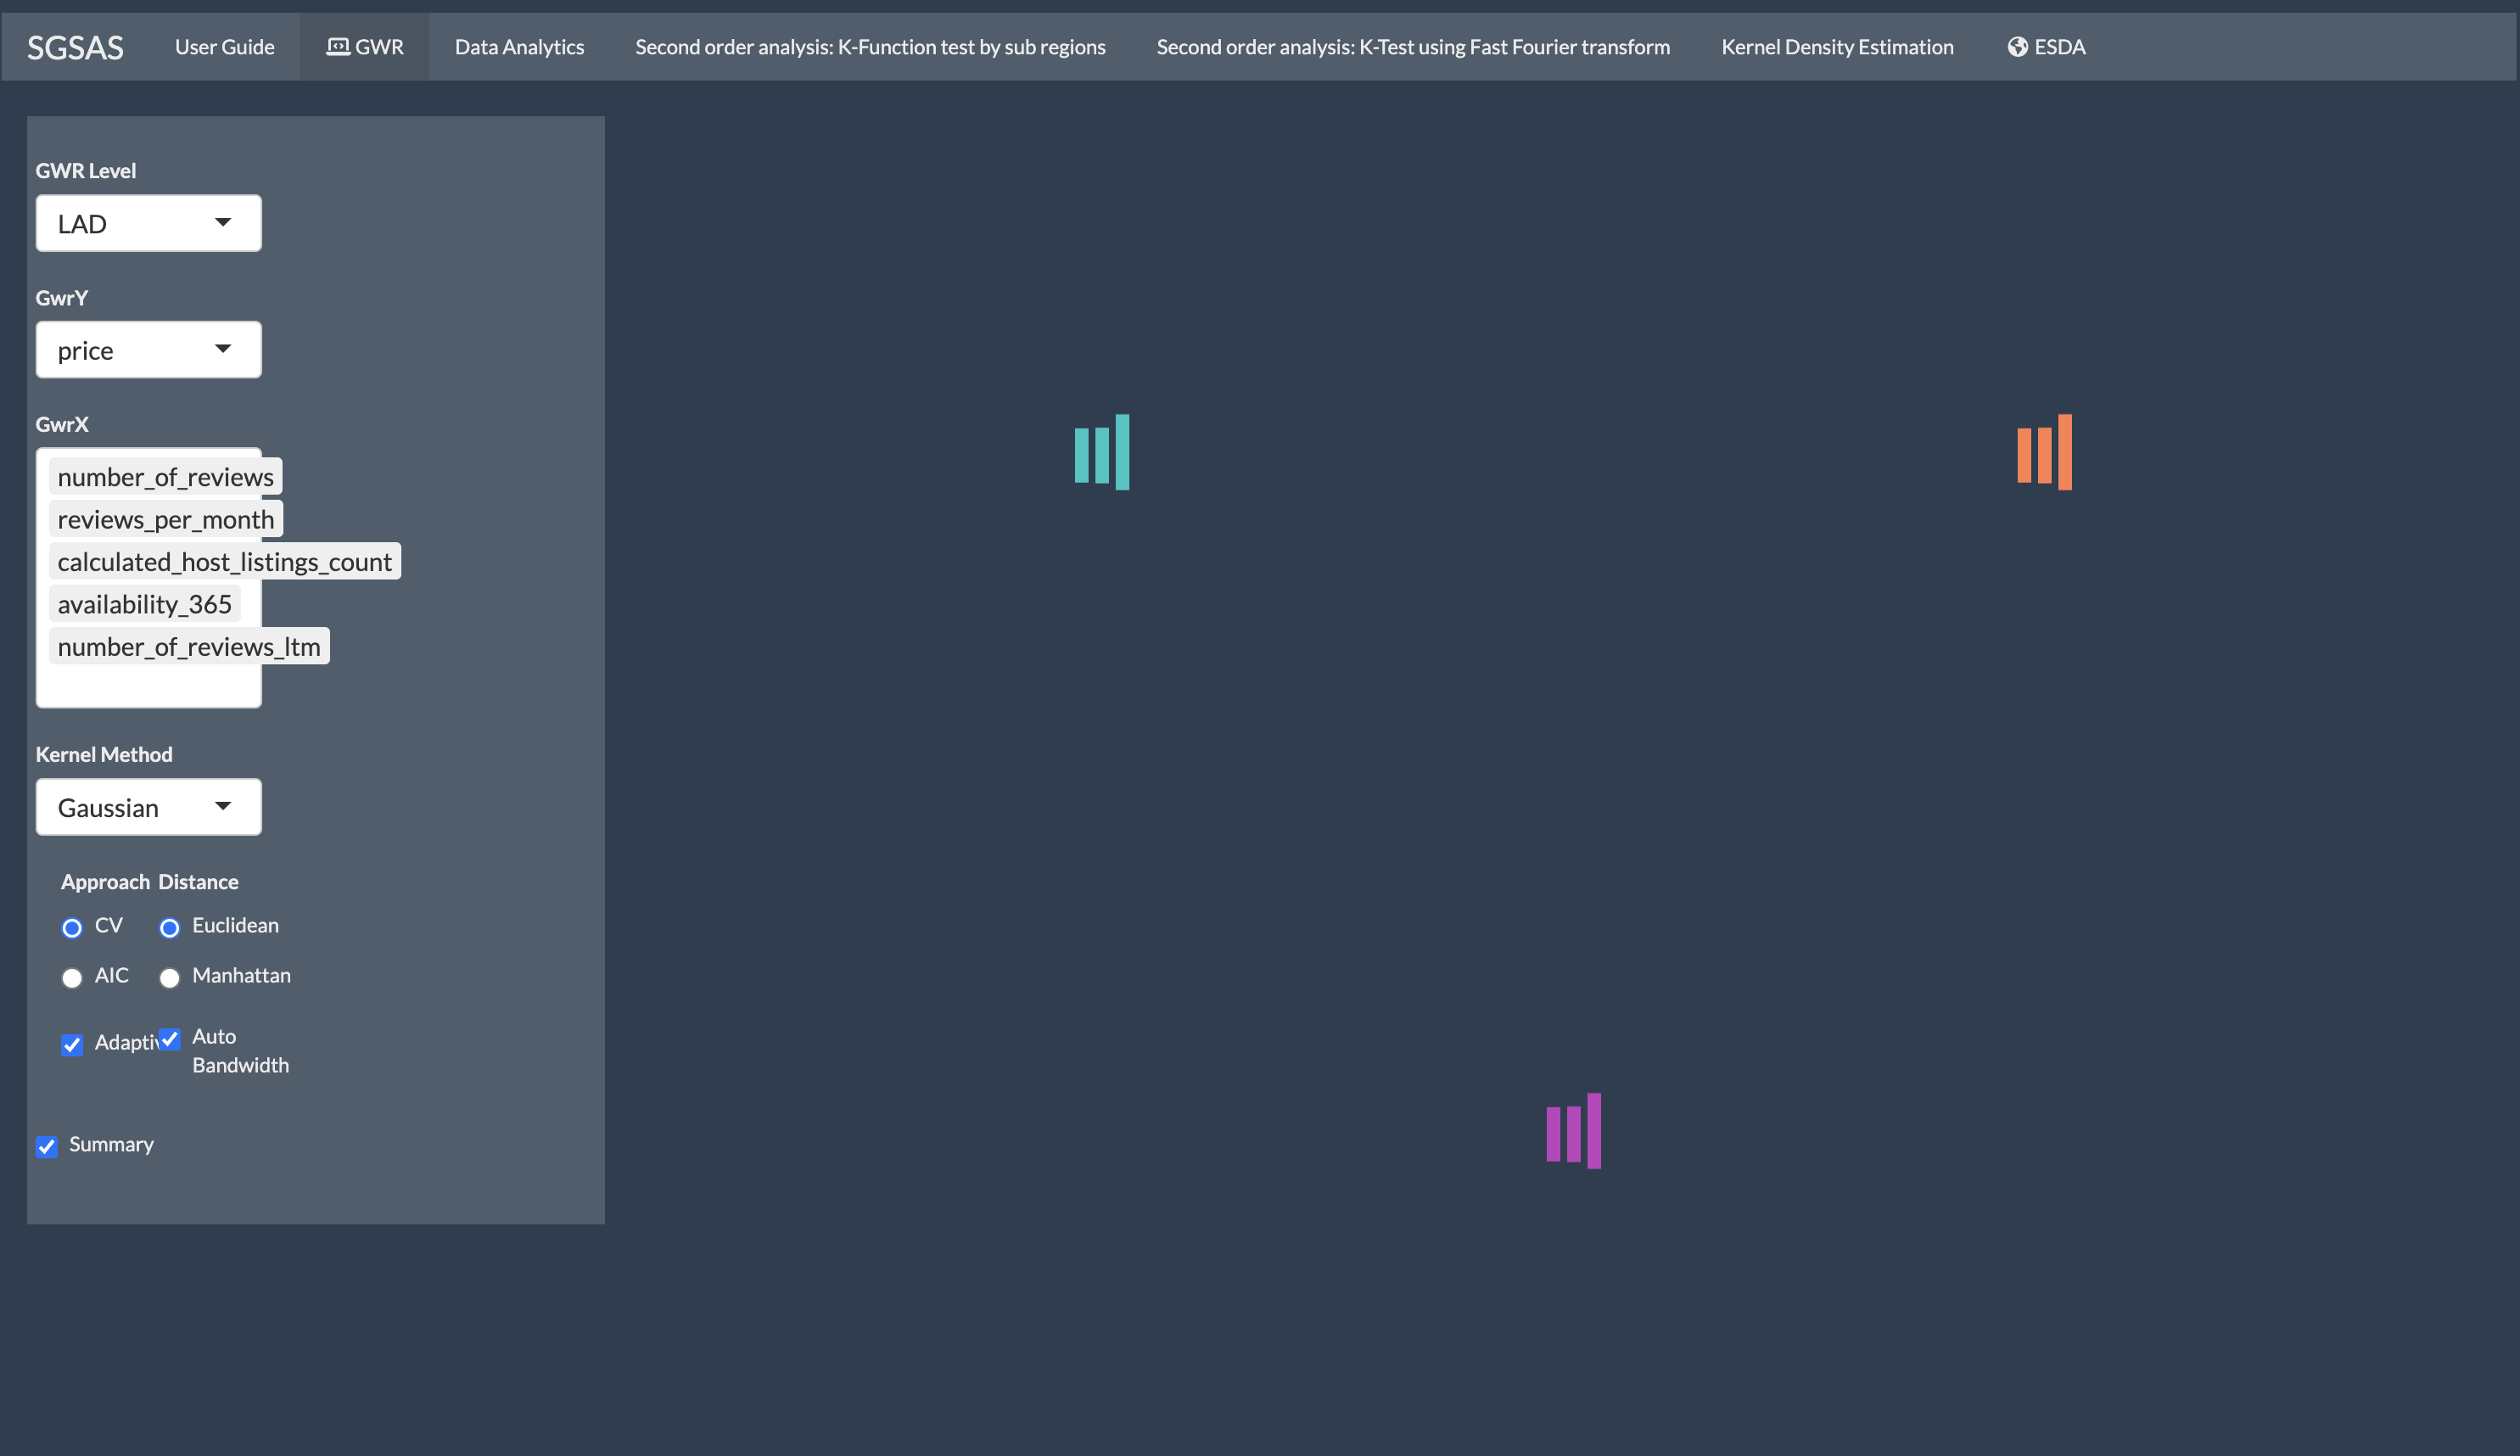 SGSAS User Guide GWR Data Analytics Second order analysis: K-Function test by sub regions Second order analysis: K-Test using Fast Fourier transform Kernel Density Estimation ESDA
GWR Level
LAD
GwrY
price
GwrX
number_of_reviews
reviews_per_month
calculated_host_listings_count
availability_365
number_of_reviews_ltm
Kernel Method
Gaussian
Approach Distance
CV Euclidean
AIC Manhattan
Auto
Bandwidth
Summary